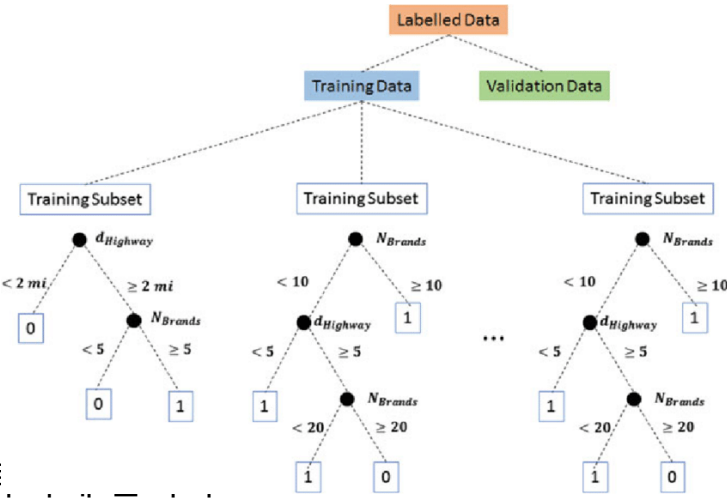 Labelled Data
Training Data Validation Data
Training Subset Training Subset Training Subset
d_Highway N_Brands N_Brands
< 2 mi ≥ 2 mi < 10 ≥ 10 < 10 ≥ 10
0 N_Brands d_Highway 1 ... d_Highway 1
< 5 ≥ 5 < 5 ≥ 5 < 5 ≥ 5
0 1 1 N_Brands 1 N_Brands
< 20 ≥ 20 < 20 ≥ 20
1 0 1 0